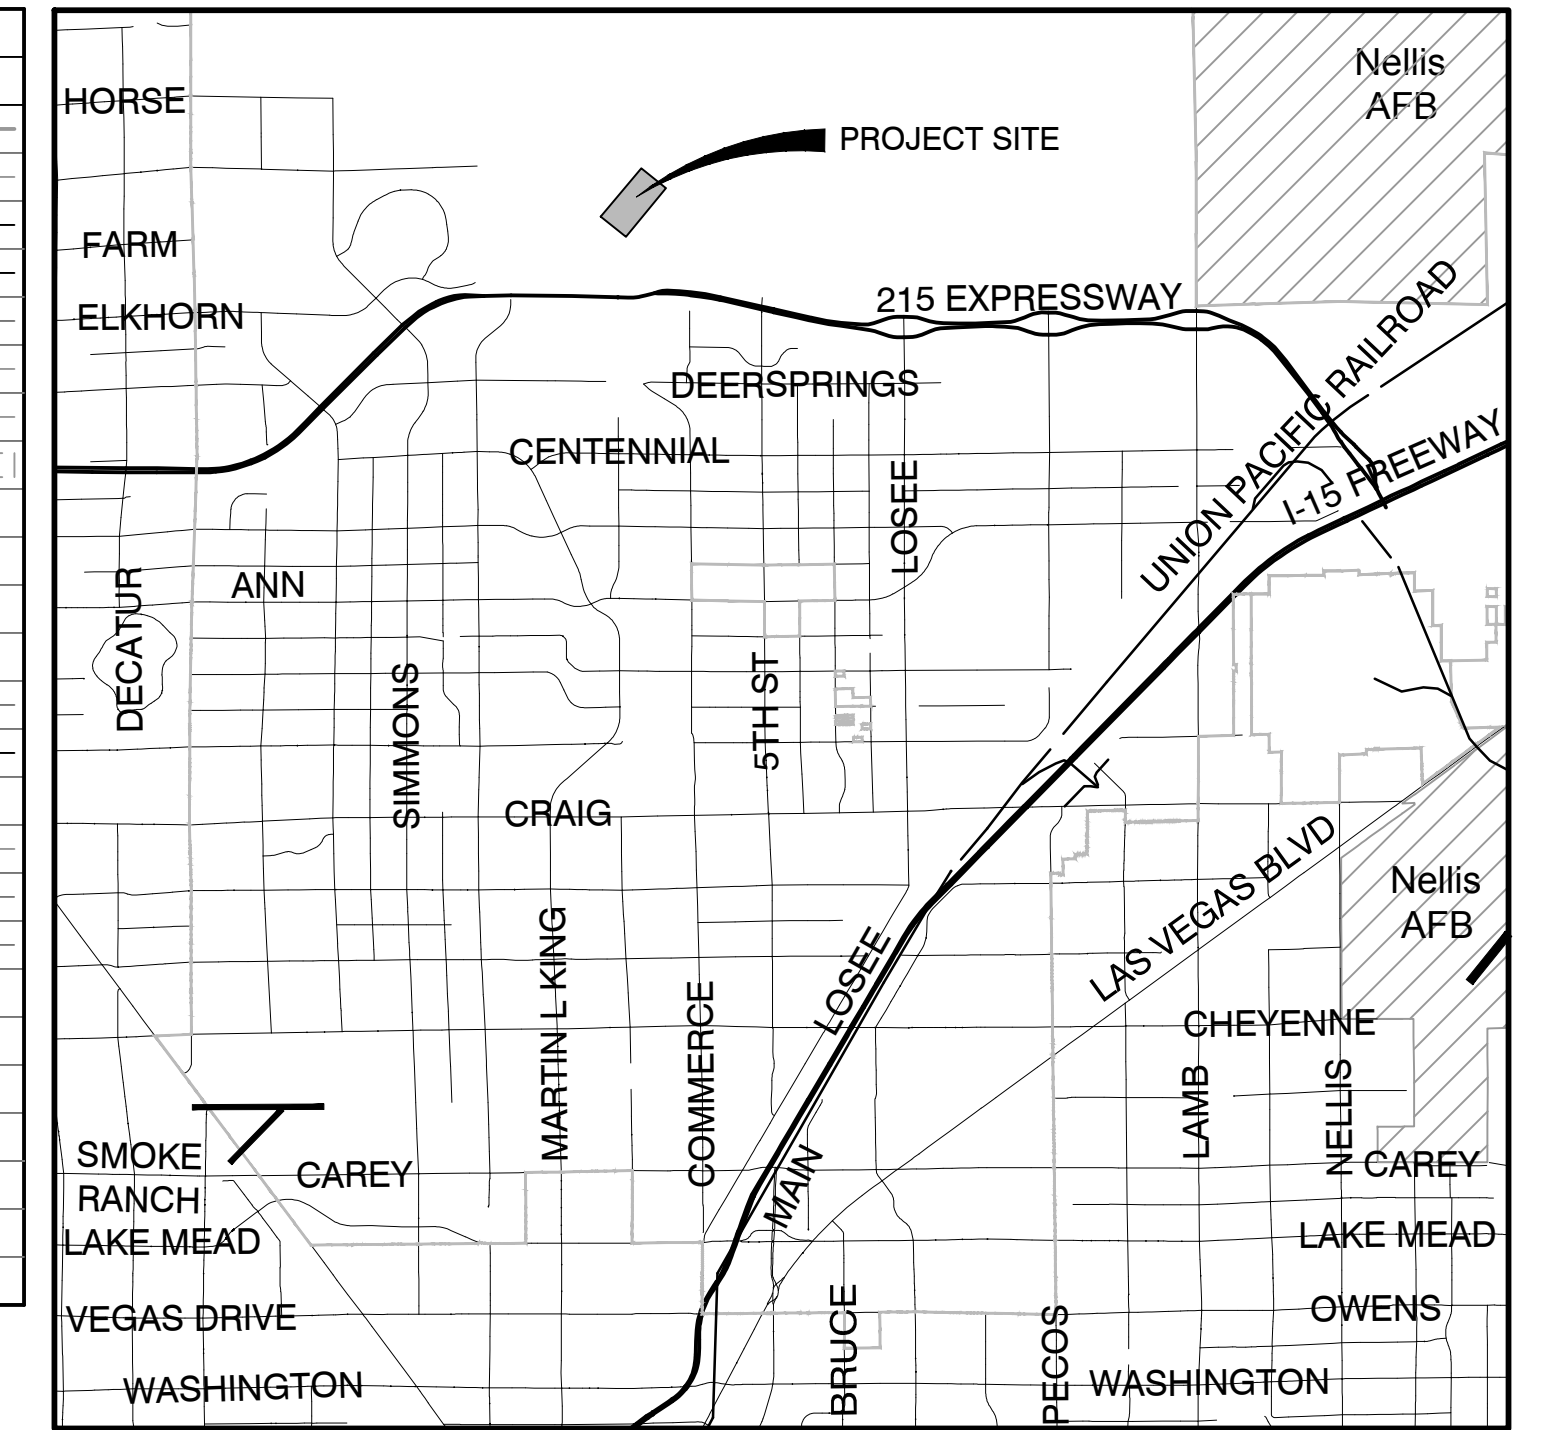 Nellis
AFB
HORSE
PROJECT SITE
FARM
ELKHORN
215 EXPRESSWAY
UNION PACIFIC RAILROAD
DEERSPRINGS
CENTENNIAL
I-15 FREEWAY
LOSEE
ANN
DECATUR
SIMMONS
5TH ST
CRAIG
LAS VEGAS BLVD
Nellis
AFB
MARTIN L KING
LOSEE
COMMERCE
CHEYENNE
LAMB
NELLIS
SMOKE
RANCH
CAREY
MAIN
CAREY
LAKE MEAD
LAKE MEAD
VEGAS DRIVE
BRUCE
PECOS
OWENS
WASHINGTON
WASHINGTON